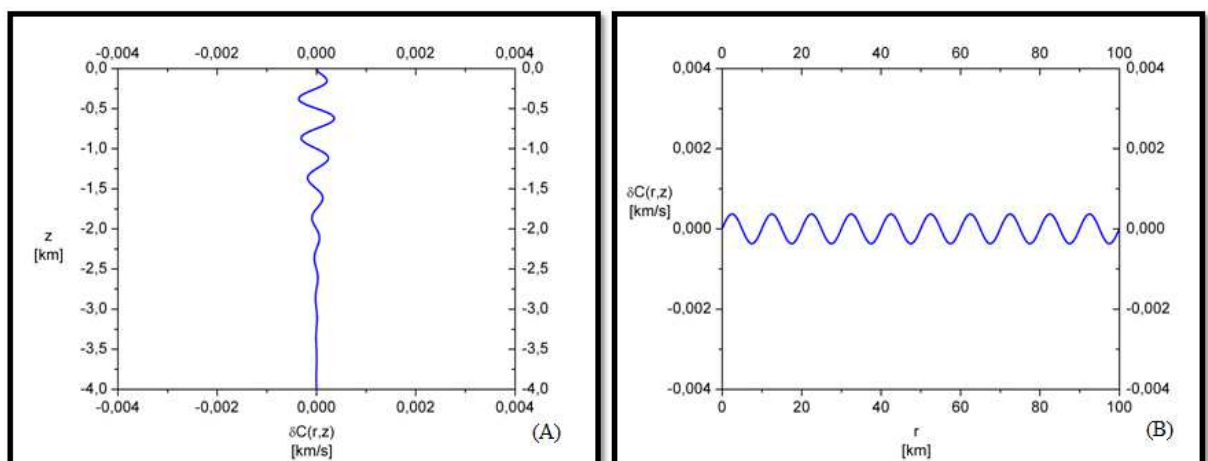 -0,004 -0,002 0,000 0,002 0,004
0,0 0,0
-0,5 -0,5
-1,0 -1,0
-1,5 -1,5
-2,0 -2,0
z
[km]
-2,5 -2,5
-3,0 -3,0
-3,5 -3,5
-4,0 -4,0
-0,004 -0,002 0,000 0,002 0,004
δC(r,z)
[km/s]
(A)
0 20 40 60 80 100
0,004 0,004
0,002 0,002
δC(r,z)
[km/s]
0,000 0,000
-0,002 -0,002
-0,004 -0,004
0 20 40 60 80 100
r
[km]
(B)